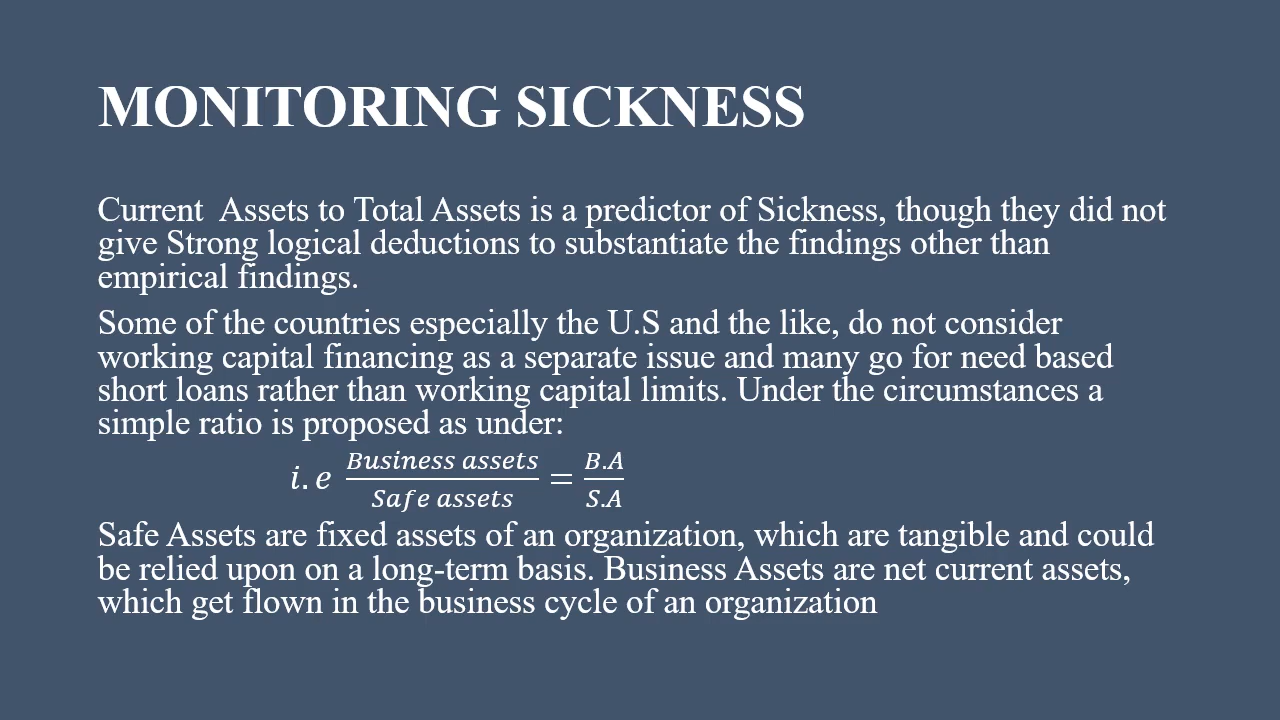 MONITORING SICKNESS
Current  Assets to Total Assets is a predictor of Sickness, though they did not
give Strong logical deductions to substantiate the findings other than
empirical findings.
Some of the countries especially the U.S and the like, do not consider
working capital financing as a separate issue and many go for need based
short loans rather than working capital limits. Under the circumstances a
simple ratio is proposed as under:
i.e Business assets / Safe assets = B.A / S.A
Safe Assets are fixed assets of an organization, which are tangible and could
be relied upon on a long-term basis. Business Assets are net current assets,
which get flown in the business cycle of an organization